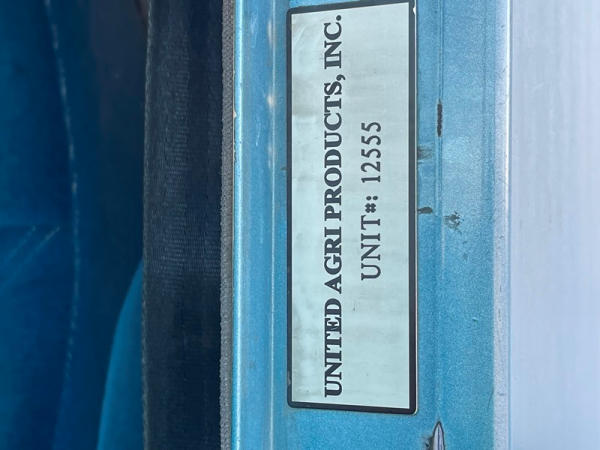 UNITED AGRI PRODUCTS, INC.
UNIT#: 12555